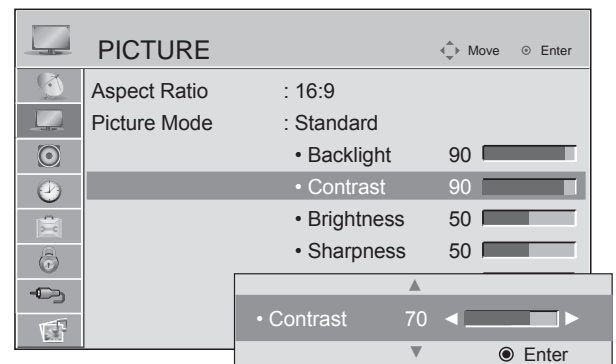 PICTURE Move Enter
Aspect Ratio : 16:9
Picture Mode : Standard
• Backlight 90
• Contrast 90
• Brightness 50
• Sharpness 50
• Contrast 70
Enter